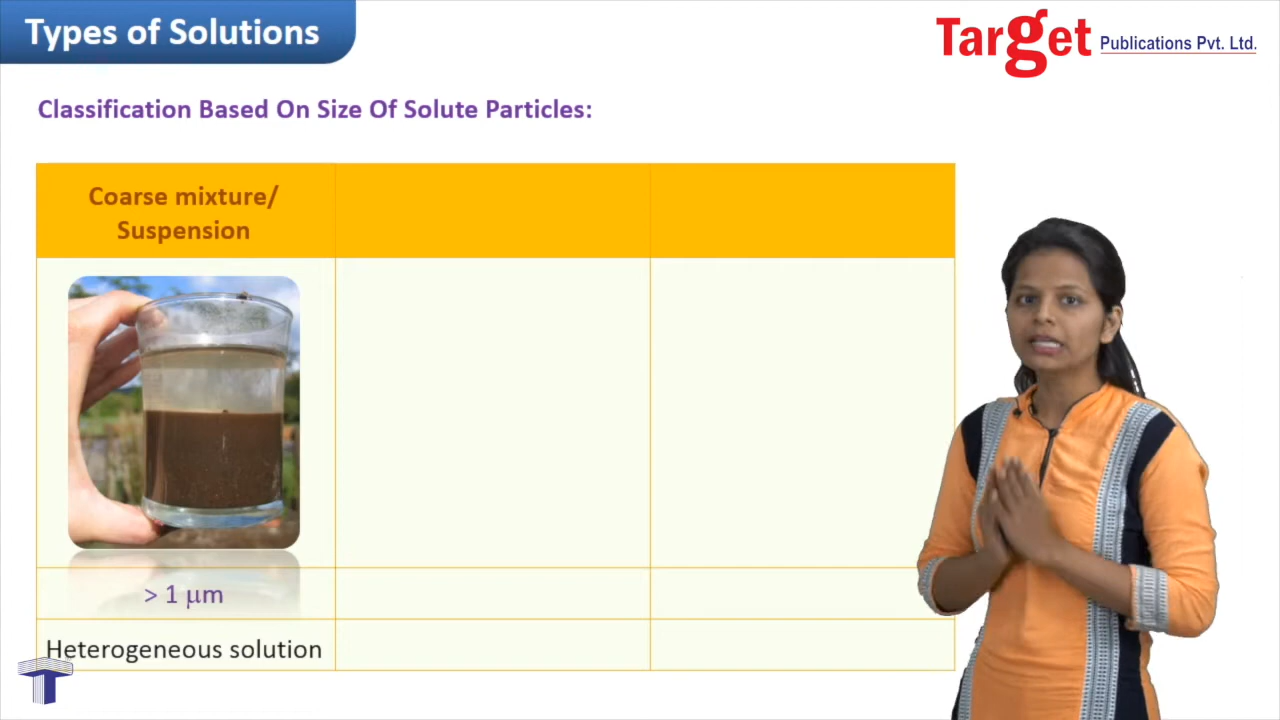 Types of Solutions
Target Publications Pvt. Ltd.
Classification Based On Size Of Solute Particles:
Coarse mixture/
Suspension
> 1 μm
Heterogeneous solution